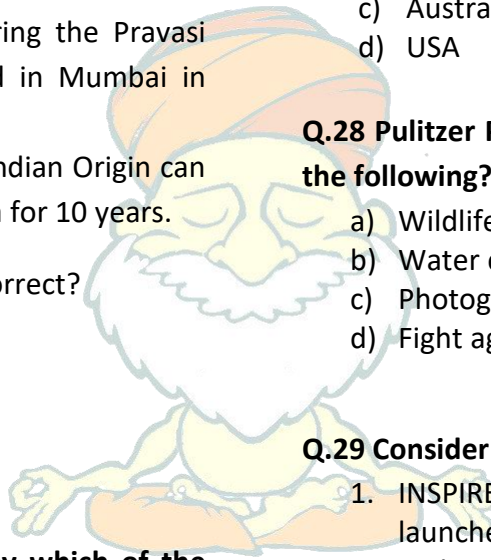 ring the Pravasi
in Mumbai in
ndian Origin can
for 10 years.
orrect?
which of the
c) Austra
d) USA
Q.28 Pulitzer
the following?
a) Wildlife
b) Water
c) Photog
d) Fight ag
Q.29 Consider
1. INSPIRE
launche